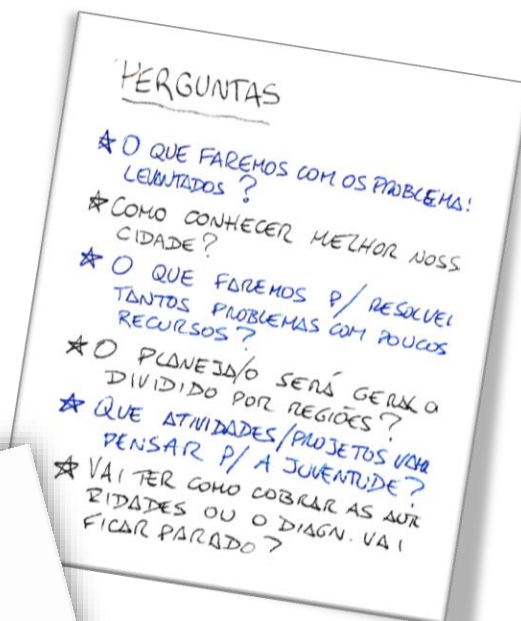 PERGUNTAS
☆ O QUE FAREMOS COM OS PROBLEMA:
LEVANTADOS ?
☆ COMO CONHECER MELHOR NOSS
CIDADE?
☆ O QUE FAREMOS P/ RESOLVE
TANTOS PROBLEMAS COM POUCOS
RECURSOS ?
☆ O PLANEJA/O SERÁ GERAL O
DIVIDIDO POR REGIÕES ?
☆ QUE ATIVIDADES/PROJETOS VAM
PENSAR P/ A JUVENTUDE ?
☆ VAI TER COMO COBRAR AS AUT
RIDADES OU O DIAGN. VAI
FICAR PARADO ?